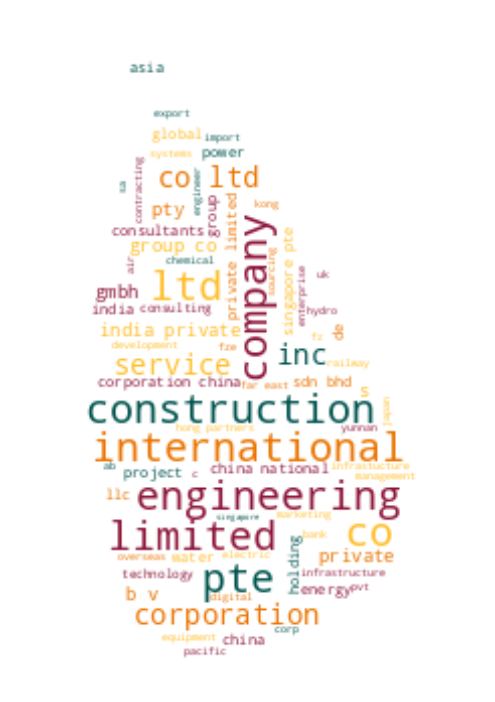 asia
export
global import
systems power
co ltd
sa contracting engineer
pty group kong
consultants private limited
group co company
chemical sourcing singapore pte
air ltd enterprise uk
gmbh
india consulting hydro
india private de
development fze inc fz
service railway
corporation china far east sdn bhd s
construction japan
hong partners yunnan
international
ab project c china national infrastucture
management
llc engineering
singapore marketing
limited co
bank
overseas water electric holding private
technology pte infrastructure
b v digital energy pvt
corporation
equipment china corp
pacific